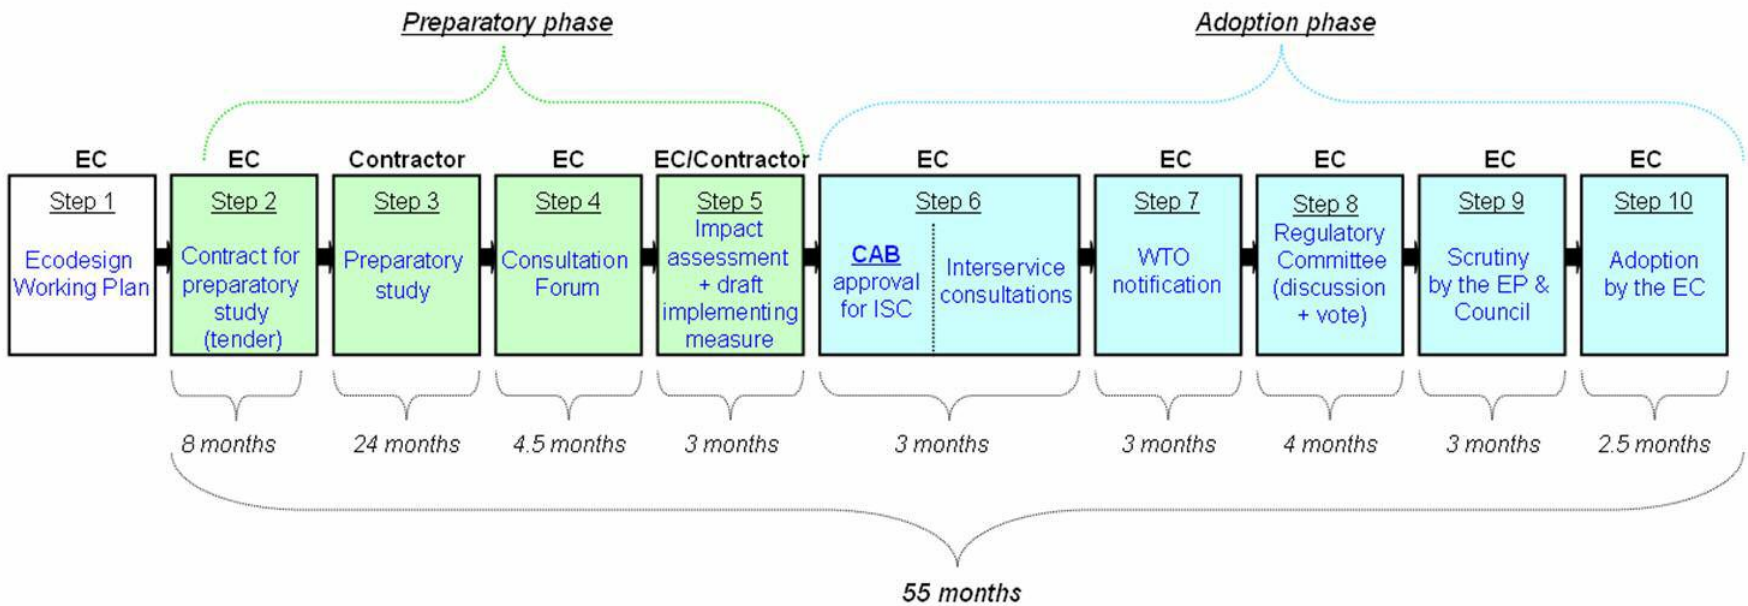 Preparatory phase
Adoption phase
EC
EC
Contractor
EC
EC/Contractor
EC
EC
EC
EC
EC
Step 1
Ecodesign
Working Plan
Step 2
Contract for
preparatory
study
(tender)
Step 3
Preparatory
study
Step 4
Consultation
Forum
Step 5
Impact
assessment
+ draft
implementing
measure
Step 6
CAB
approval
for ISC
Interservice
consultations
Step 7
WTO
notification
Step 8
Regulatory
Committee
(discussion
+ vote)
Step 9
Scrutiny
by the EP &
Council
Step 10
Adoption
by the EC
8 months
24 months
4.5 months
3 months
3 months
3 months
4 months
3 months
2.5 months
55 months